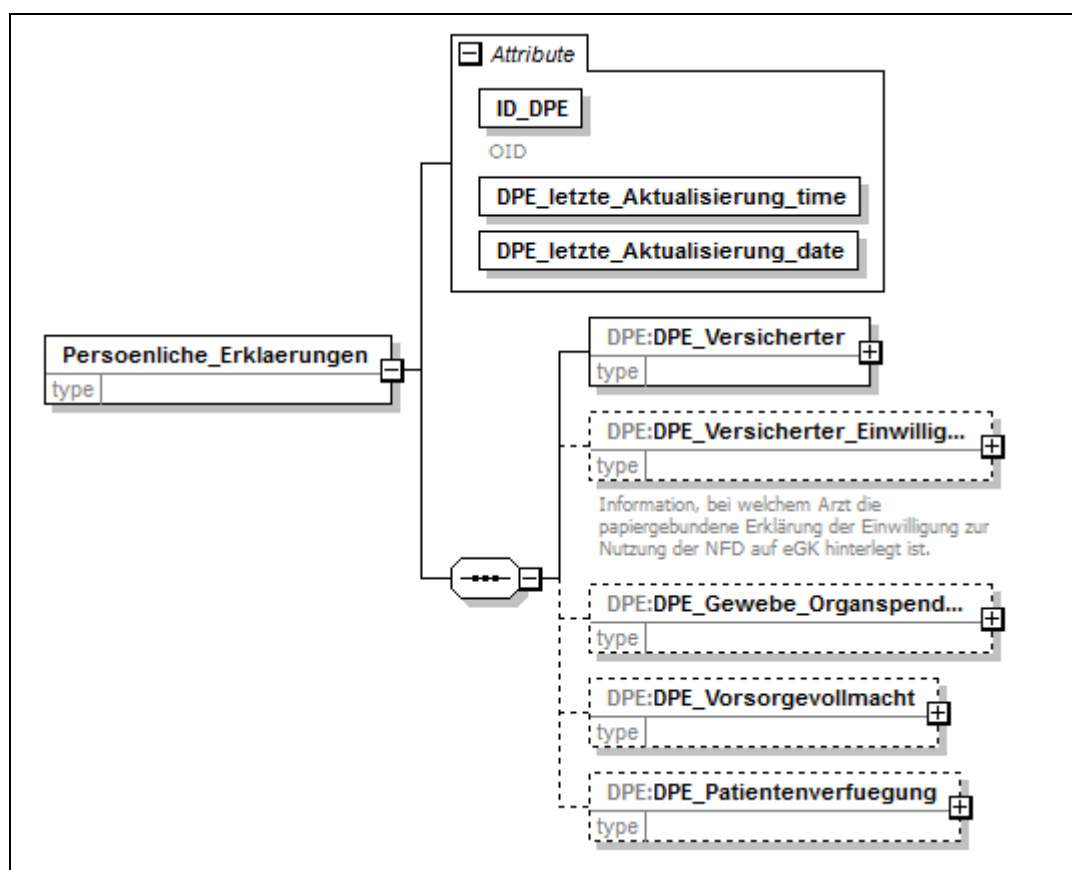 Attribute
ID_DPE
OID
DPE_letzte_Aktualisierung_time
DPE_letzte_Aktualisierung_date
Persoenliche_Erklaerungen
type
DPE:DPE_Versicherter
type
DPE:DPE_Versicherter_Einwillig...
type
Information, bei welchem Arzt die
papiergebundene Erklärung der Einwilligung zur
Nutzung der NFD auf eGK hinterlegt ist.
DPE:DPE_Gewebe_Organspend...
type
DPE:DPE_Vorsorgevollmacht
type
DPE:DPE_Patientenverfuegung
type